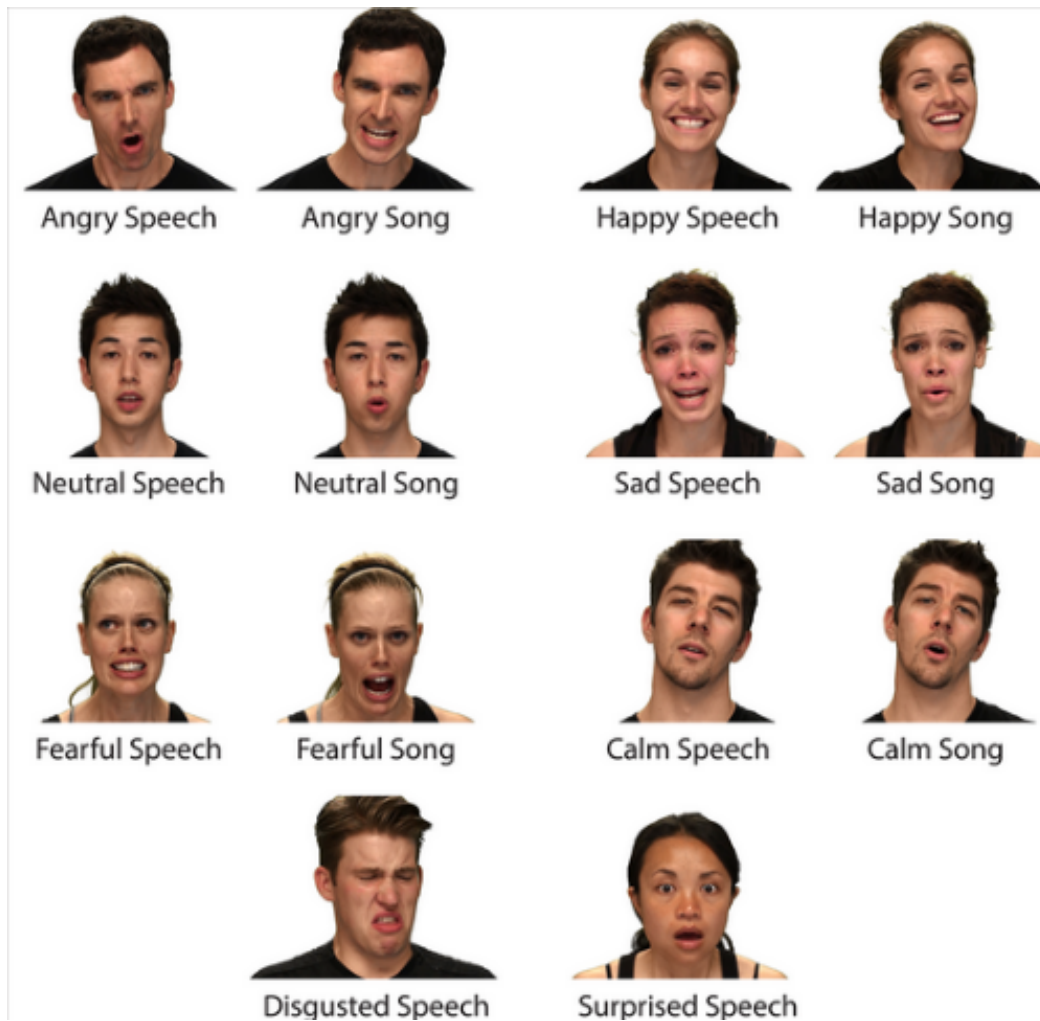 Angry Speech
Angry Song
Happy Speech
Happy Song
Neutral Speech
Neutral Song
Sad Speech
Sad Song
Fearful Speech
Fearful Song
Calm Speech
Calm Song
Disgusted Speech
Surprised Speech